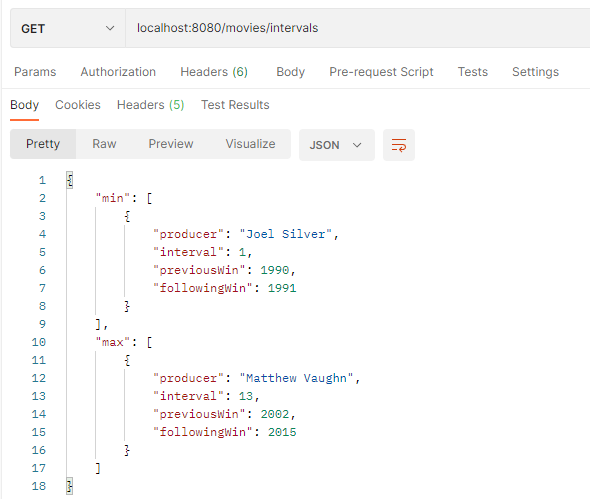 GET localhost:8080/movies/intervals
Params Authorization Headers (6) Body Pre-request Script Tests Settings
Body Cookies Headers (5) Test Results
Pretty Raw Preview Visualize JSON
1 {
2 "min": [
3 {
4 "producer": "Joel Silver",
5 "interval": 1,
6 "previousWin": 1990,
7 "followingWin": 1991
8 }
9 ],
10 "max": [
11 {
12 "producer": "Matthew Vaughn",
13 "interval": 13,
14 "previousWin": 2002,
15 "followingWin": 2015
16 }
17 ]
18 }